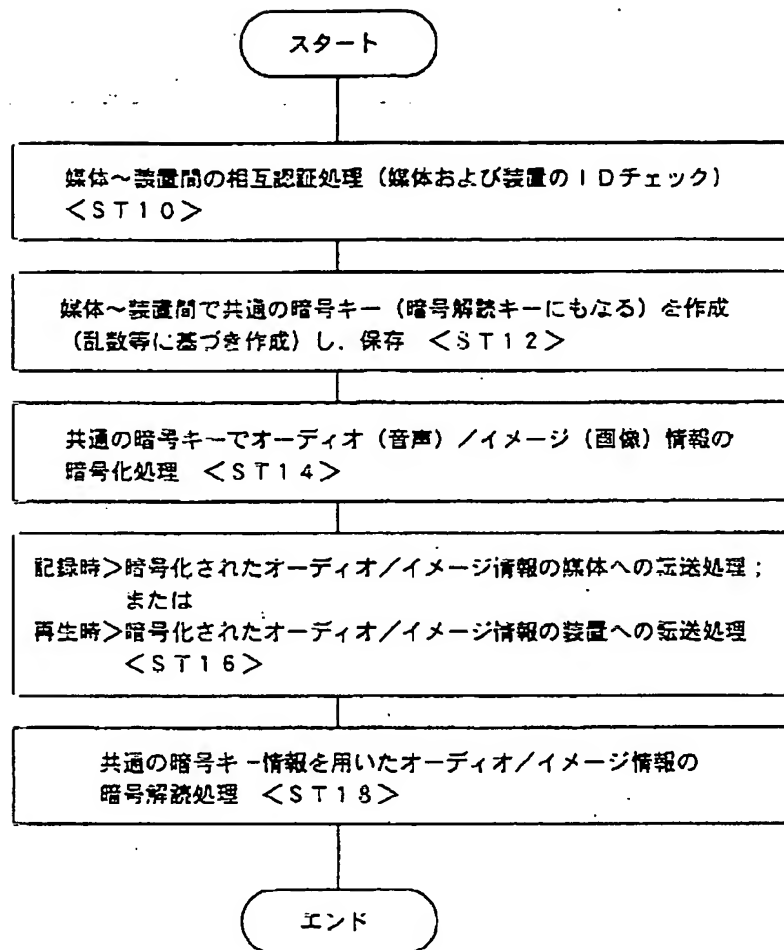 スタート
媒体～装置間の相互認証処理（媒体および装置のＩＤチェック）
＜ＳＴ１０＞
媒体～装置間で共通の暗号キー（暗号解読キーにもなる）を作成
（乱数等に基づき作成）し．保存 ＜ＳＴ１２＞
共通の暗号キーでオーディオ（音声）／イメージ（画像）情報の
暗号化処理 ＜ＳＴ１４＞
記録時＞暗号化されたオーディオ／イメージ情報の媒体への転送処理；
または
再生時＞暗号化されたオーディオ／イメージ情報の装置への転送処理
＜ＳＴ１６＞
共通の暗号キー情報を用いたオーディオ／イメージ情報の
暗号解読処理 ＜ＳＴ１８＞
エンド